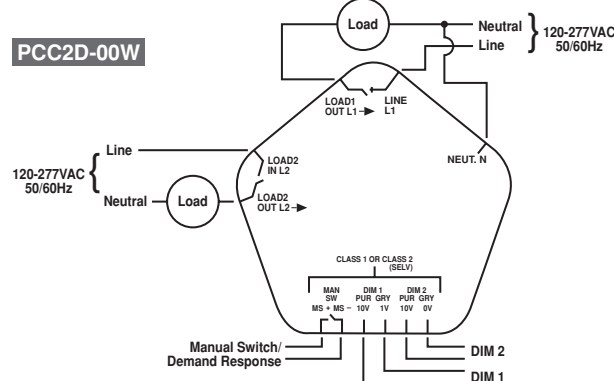 PCC2D-00W
Load
Neutral
Line
120-277VAC
50/60Hz
LOAD1
OUT L1
LINE
L1
Line
120-277VAC
50/60Hz
Neutral
Load
LOAD2
IN L2
LOAD2
OUT L2
NEUT. N
CLASS 1 OR CLASS 2
(SELV)
MAN DIM 1 DIM 2
SW PUR GRY PUR GRY
MS + MS – 10V 1V 10V 0V
Manual Switch/
Demand Response
DIM 2
DIM 1